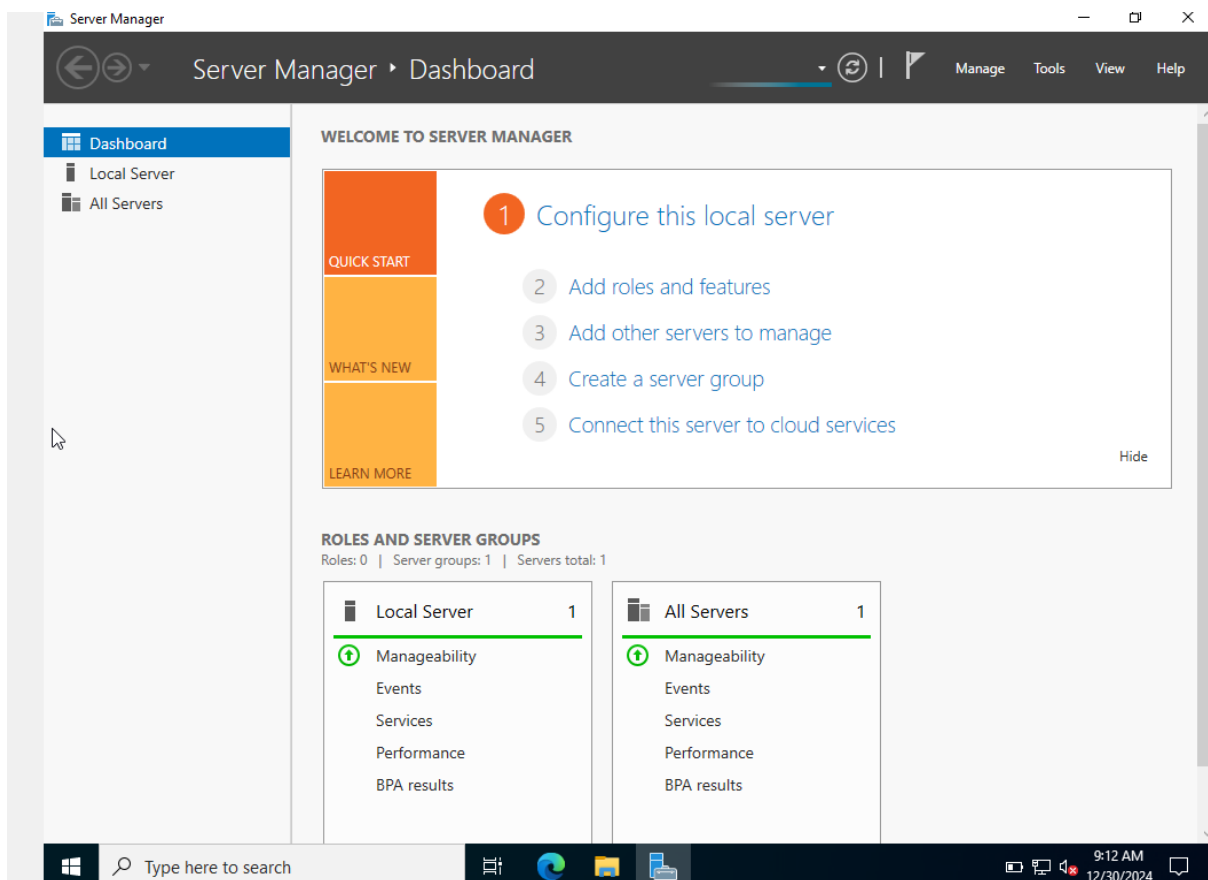 Server Manager
Server Manager • Dashboard
Manage Tools View Help
Dashboard
Local Server
All Servers
WELCOME TO SERVER MANAGER
QUICK START
WHAT'S NEW
LEARN MORE
1 Configure this local server
2 Add roles and features
3 Add other servers to manage
4 Create a server group
5 Connect this server to cloud services
Hide
ROLES AND SERVER GROUPS
Roles: 0 | Server groups: 1 | Servers total: 1
Local Server 1
Manageability
Events
Services
Performance
BPA results
All Servers 1
Manageability
Events
Services
Performance
BPA results
Type here to search
9:12 AM
12/30/2024